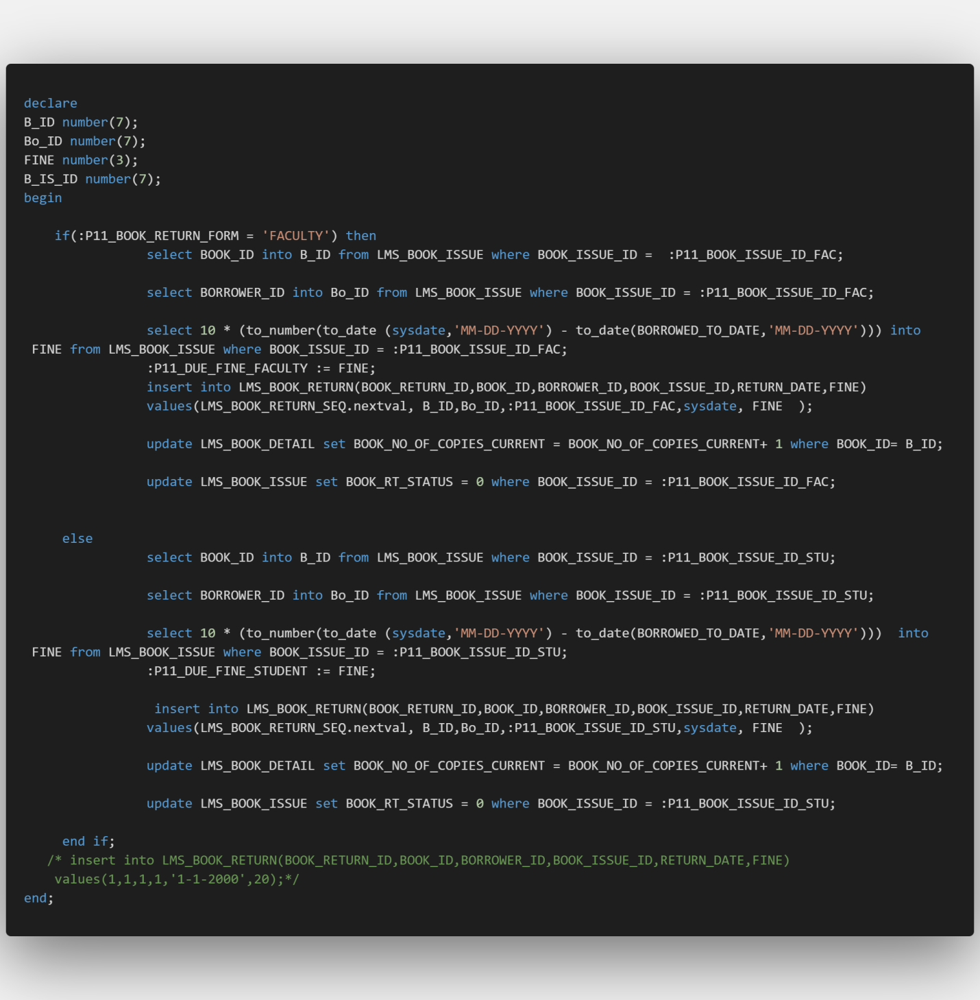 declare
B_ID number(7);
Bo_ID number(7);
FINE number(3);
B_IS_ID number(7);
begin
if(:P11_BOOK_RETURN_FORM = 'FACULTY') then
select BOOK_ID into B_ID from LMS_BOOK_ISSUE where BOOK_ISSUE_ID =  :P11_BOOK_ISSUE_ID_FAC;
select BORROWER_ID into Bo_ID from LMS_BOOK_ISSUE where BOOK_ISSUE_ID = :P11_BOOK_ISSUE_ID_FAC;
select 10 * (to_number(to_date (sysdate,'MM-DD-YYYY') - to_date(BORROWED_TO_DATE,'MM-DD-YYYY'))) into
FINE from LMS_BOOK_ISSUE where BOOK_ISSUE_ID = :P11_BOOK_ISSUE_ID_FAC;
:P11_DUE_FINE_FACULTY := FINE;
insert into LMS_BOOK_RETURN(BOOK_RETURN_ID,BOOK_ID,BORROWER_ID,BOOK_ISSUE_ID,RETURN_DATE,FINE)
values(LMS_BOOK_RETURN_SEQ.nextval, B_ID,Bo_ID,:P11_BOOK_ISSUE_ID_FAC,sysdate, FINE  );
update LMS_BOOK_DETAIL set BOOK_NO_OF_COPIES_CURRENT = BOOK_NO_OF_COPIES_CURRENT+ 1 where BOOK_ID= B_ID;
update LMS_BOOK_ISSUE set BOOK_RT_STATUS = 0 where BOOK_ISSUE_ID = :P11_BOOK_ISSUE_ID_FAC;
else
select BOOK_ID into B_ID from LMS_BOOK_ISSUE where BOOK_ISSUE_ID = :P11_BOOK_ISSUE_ID_STU;
select BORROWER_ID into Bo_ID from LMS_BOOK_ISSUE where BOOK_ISSUE_ID = :P11_BOOK_ISSUE_ID_STU;
select 10 * (to_number(to_date (sysdate,'MM-DD-YYYY') - to_date(BORROWED_TO_DATE,'MM-DD-YYYY')))  into
FINE from LMS_BOOK_ISSUE where BOOK_ISSUE_ID = :P11_BOOK_ISSUE_ID_STU;
:P11_DUE_FINE_STUDENT := FINE;
insert into LMS_BOOK_RETURN(BOOK_RETURN_ID,BOOK_ID,BORROWER_ID,BOOK_ISSUE_ID,RETURN_DATE,FINE)
values(LMS_BOOK_RETURN_SEQ.nextval, B_ID,Bo_ID,:P11_BOOK_ISSUE_ID_STU,sysdate, FINE  );
update LMS_BOOK_DETAIL set BOOK_NO_OF_COPIES_CURRENT = BOOK_NO_OF_COPIES_CURRENT+ 1 where BOOK_ID= B_ID;
update LMS_BOOK_ISSUE set BOOK_RT_STATUS = 0 where BOOK_ISSUE_ID = :P11_BOOK_ISSUE_ID_STU;
end if;
/* insert into LMS_BOOK_RETURN(BOOK_RETURN_ID,BOOK_ID,BORROWER_ID,BOOK_ISSUE_ID,RETURN_DATE,FINE)
values(1,1,1,1,'1-1-2000',20);*/
end;